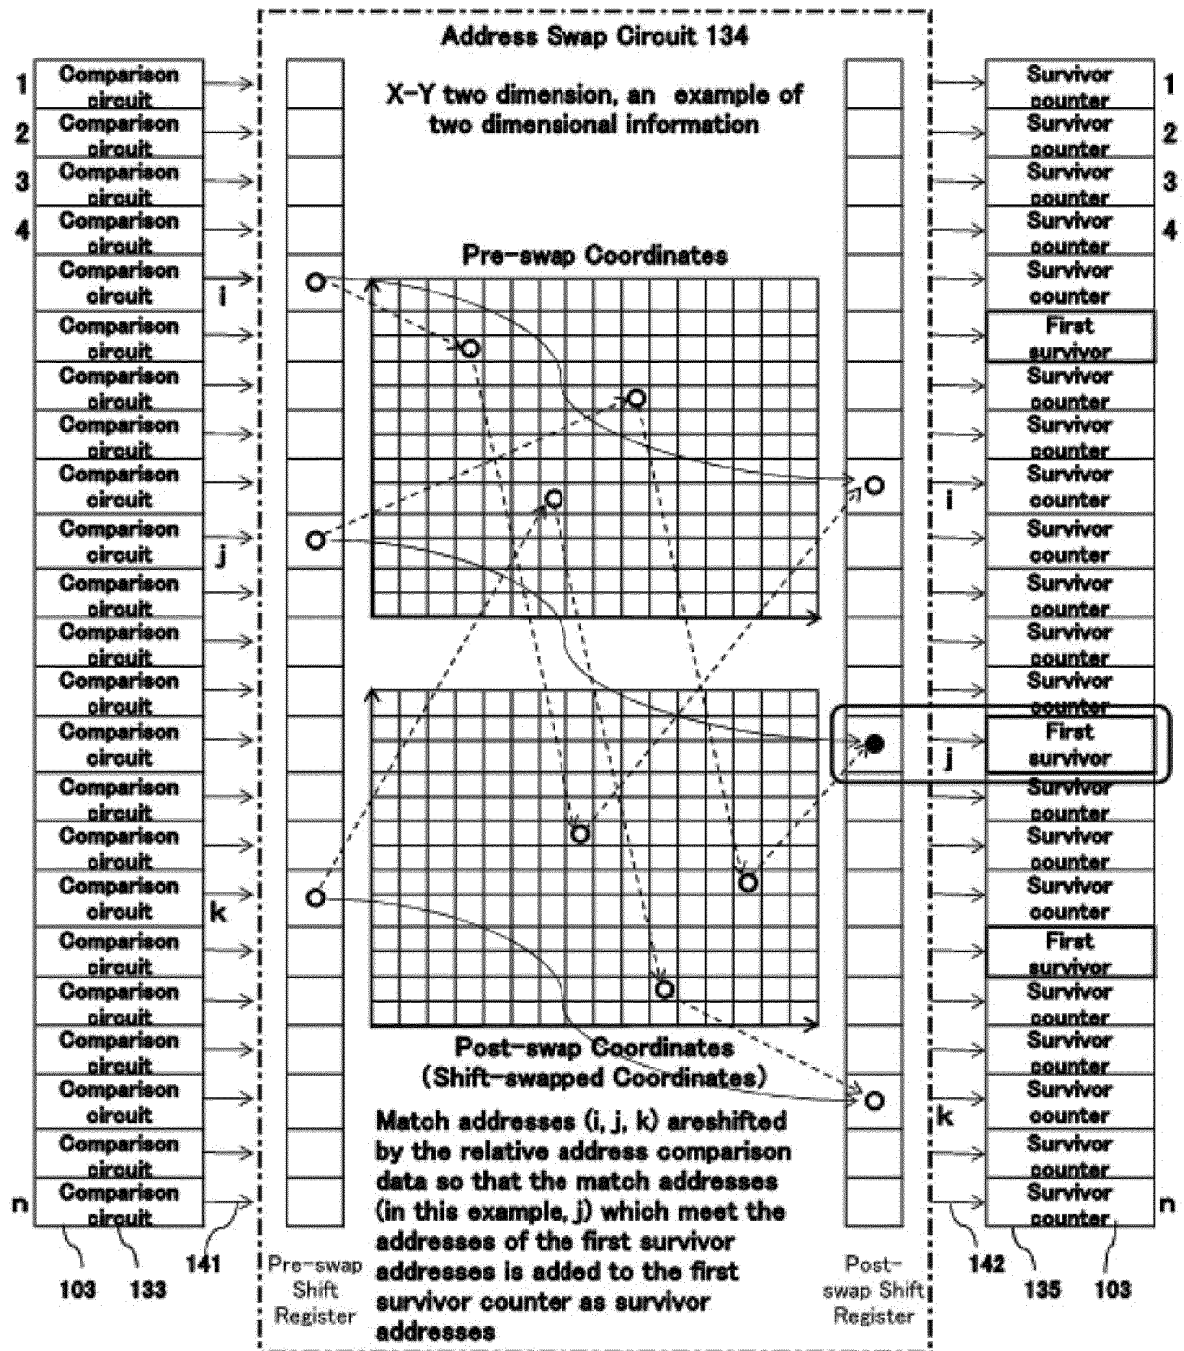 Address Swap Circuit 134
X-Y two dimension, an example of
two dimensional information
1
Comparison
circuit
2
Comparison
circuit
3
Comparison
circuit
4
Comparison
circuit
Comparison
circuit
i
Comparison
circuit
Comparison
circuit
Comparison
circuit
Comparison
circuit
Comparison
circuit
j
Comparison
circuit
Comparison
circuit
Comparison
circuit
Comparison
circuit
Comparison
circuit
Comparison
circuit
Comparison
circuit
k
Comparison
circuit
Comparison
circuit
Comparison
circuit
Comparison
circuit
Comparison
circuit
n
Comparison
circuit
103
133
141
Pre-swap
Shift
Register
Pre-swap Coordinates
Post-swap Coordinates
(Shift-swapped Coordinates)
Match addresses (i, j, k) areshifted
by the relative address comparison
data so that the match addresses
(in this example, j) which meet the
addresses of the first survivor
addresses is added to the first
survivor counter as survivor
addresses
Post-
swap Shift
Register
Survivor
counter
1
Survivor
counter
2
Survivor
counter
3
Survivor
counter
4
Survivor
counter
First
survivor
Survivor
counter
Survivor
counter
i
Survivor
counter
Survivor
counter
Survivor
counter
Survivor
counter
Survivor
counter
j
First
survivor
Survivor
counter
Survivor
counter
Survivor
counter
First
survivor
Survivor
counter
Survivor
counter
k
Survivor
counter
Survivor
counter
Survivor
counter
n
142
135
103